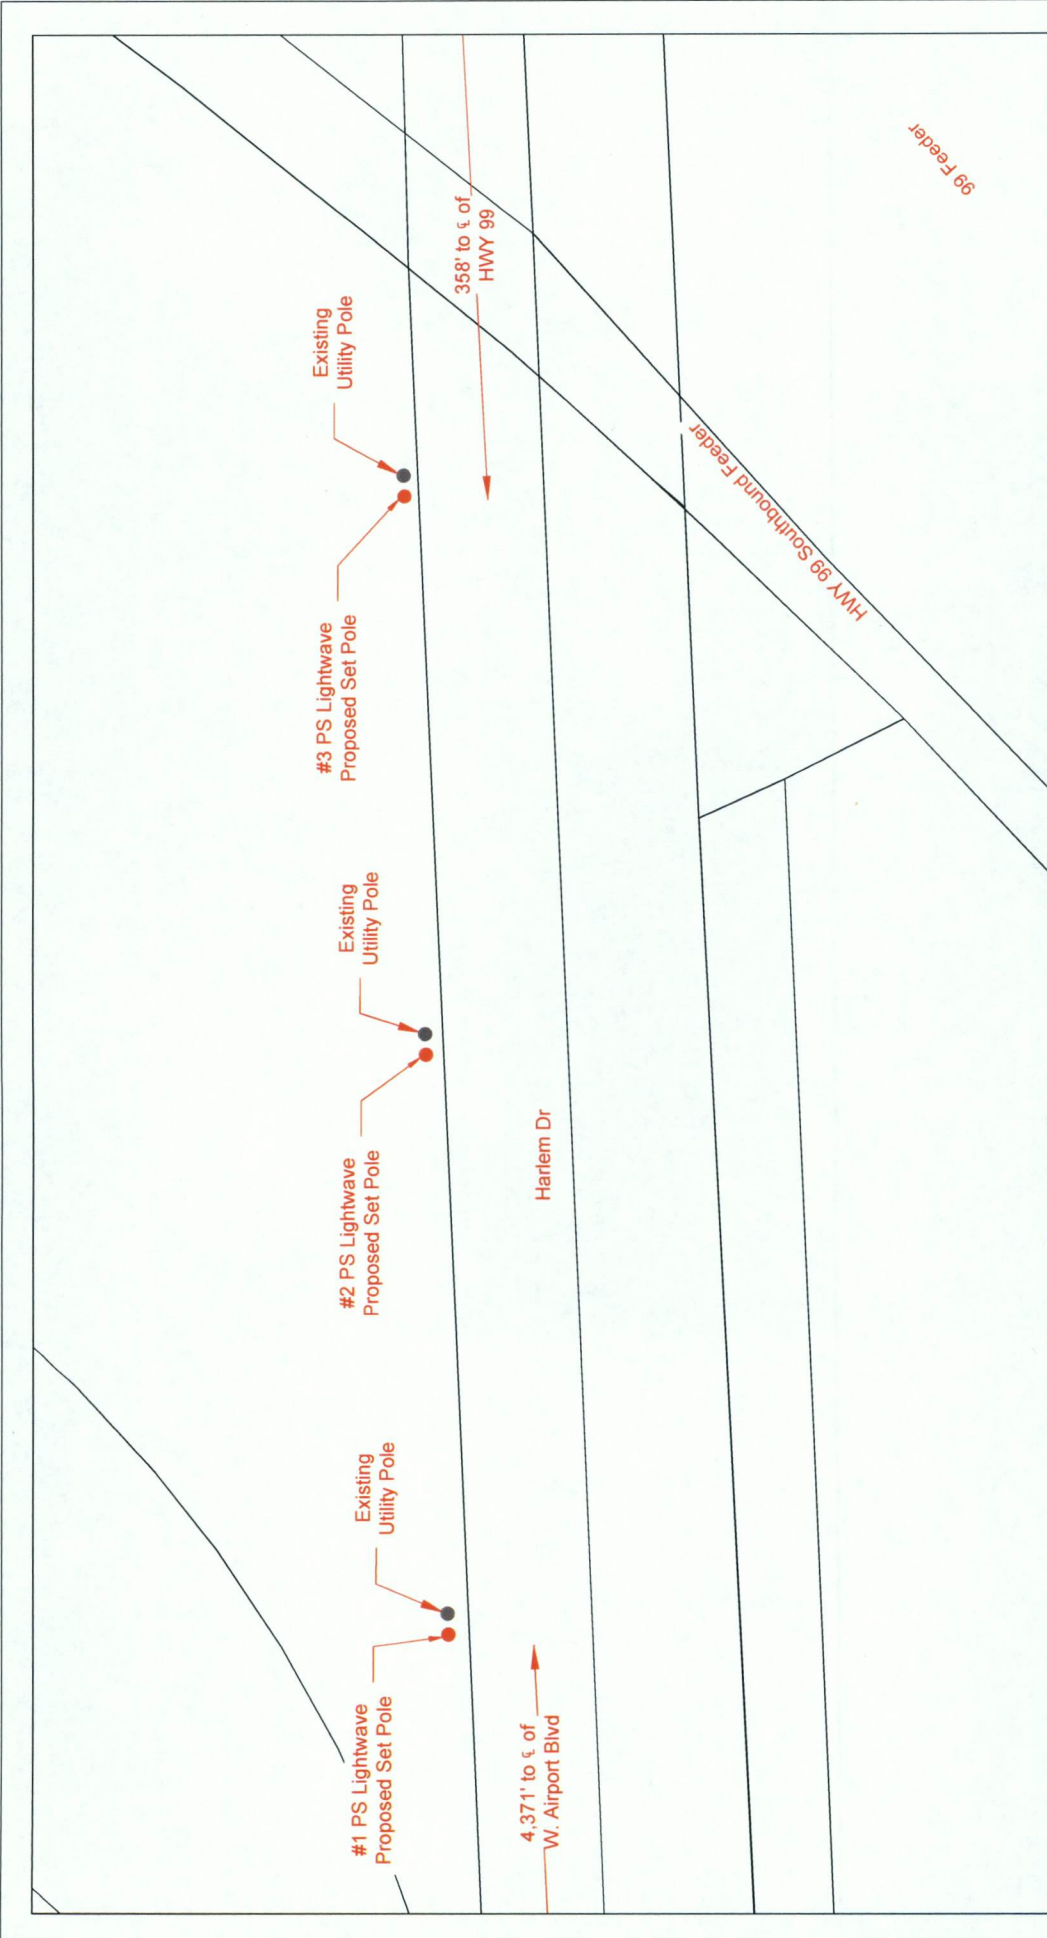 #1 PS Lightwave
Proposed Set Pole
Existing
Utility Pole
#2 PS Lightwave
Proposed Set Pole
Existing
Utility Pole
#3 PS Lightwave
Proposed Set Pole
Existing
Utility Pole
358' to ℄ of
HWY 99
4,371' to ℄ of
W. Airport Blvd
Harlem Dr
HWY 99 Southbound Feeder
99 Feeder